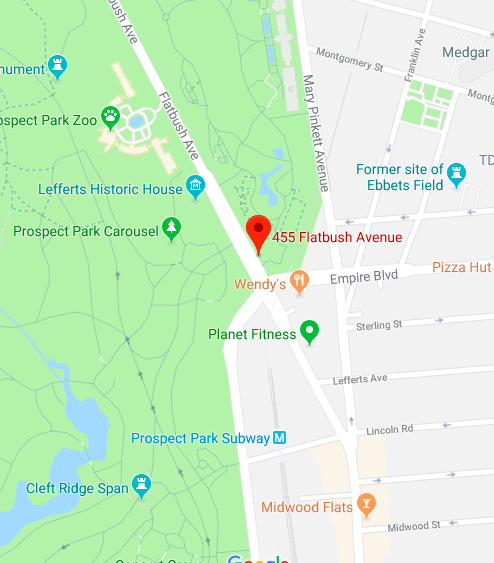 Flatbush Ave
Montgomery St
Franklin Ave
Medgar
nument
Mary Pinkett Avenue
Montg
ospect Park Zoo
Flatbush Ave
TD
Former site of
Ebbets Field
Lefferts Historic House
Prospect Park Carousel
455 Flatbush Avenue
Pizza Hut
Empire Blvd
Wendy's
Sterling St
Planet Fitness
Lefferts Ave
Lincoln Rd
Prospect Park Subway M
Cleft Ridge Span
Midwood Flats
Midwood St
Google